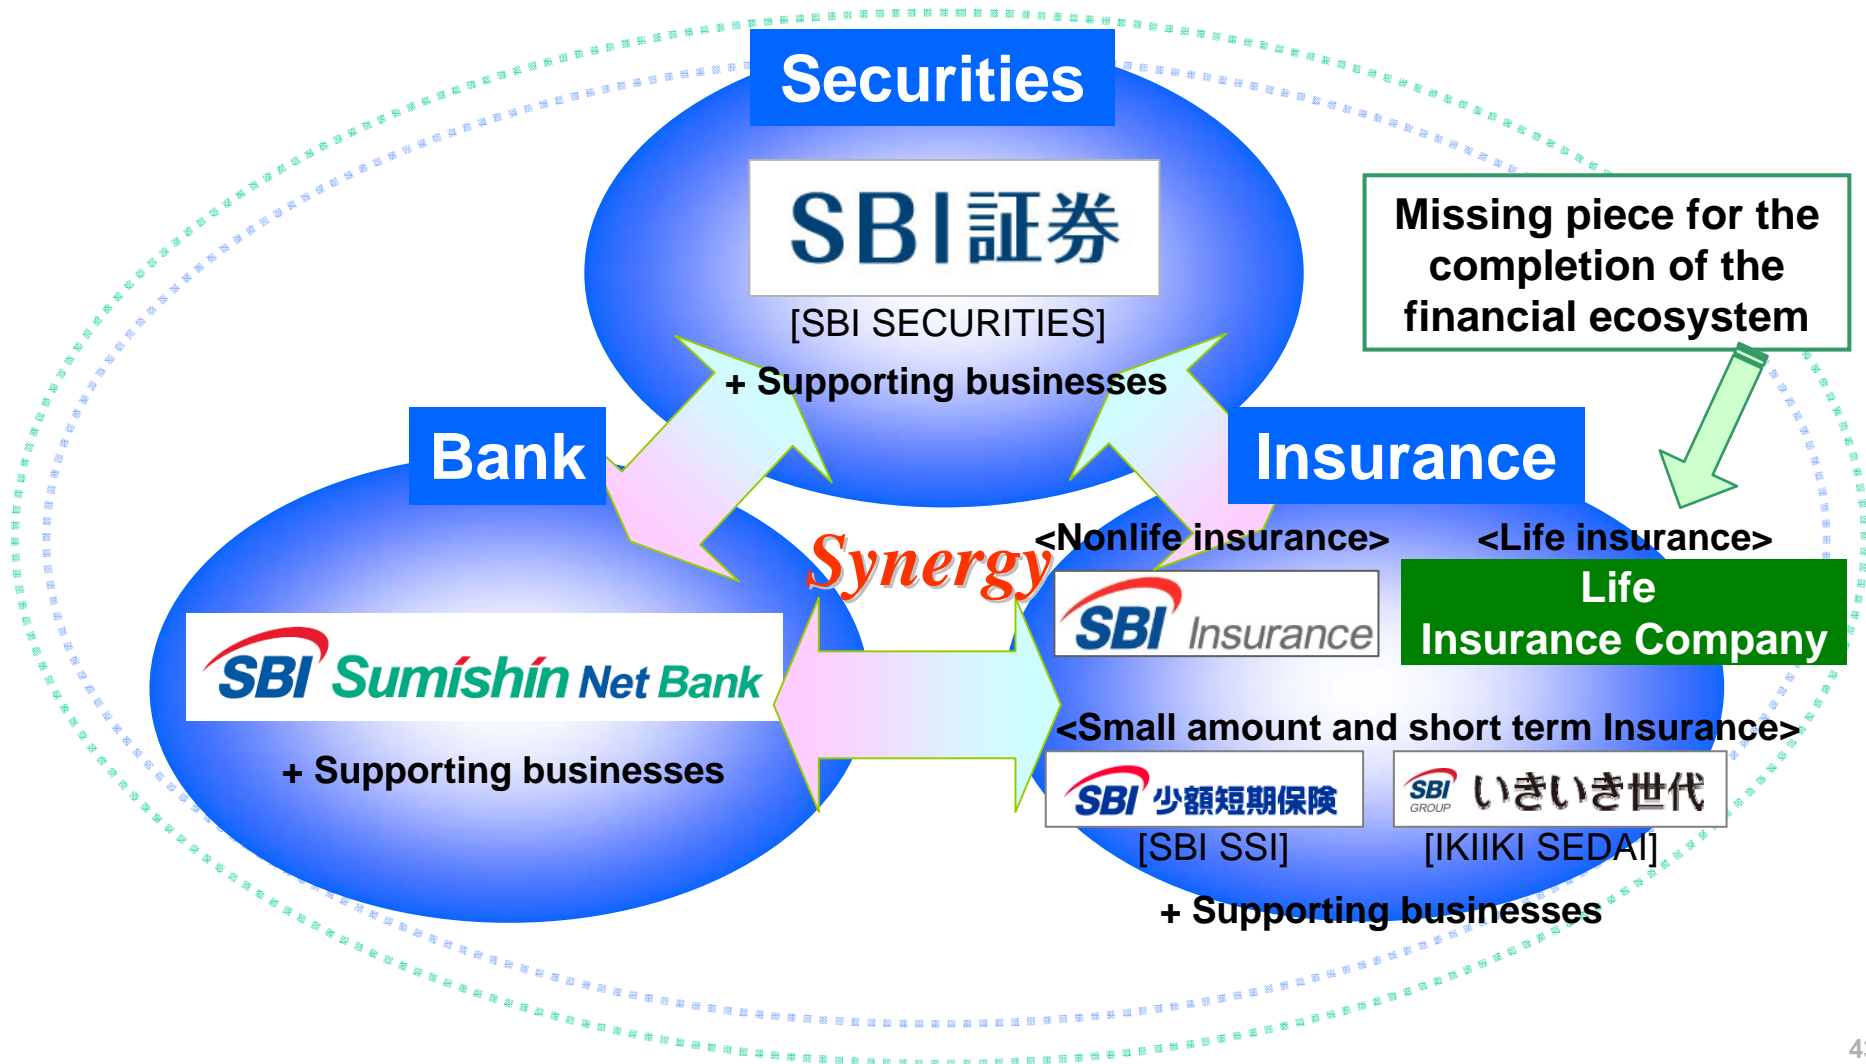 Securities
SBI証券
[SBI SECURITIES]
+ Supporting businesses
Missing piece for the
completion of the
financial ecosystem
Bank
SBI Sumishin Net Bank
+ Supporting businesses
Synergy
Insurance
<Nonlife insurance>
SBI Insurance
<Life insurance>
Life
Insurance Company
<Small amount and short term Insurance>
SBI 少額短期保険
[SBI SSI]
SBI GROUP いきいき世代
[IKIIKI SEDAI]
+ Supporting businesses